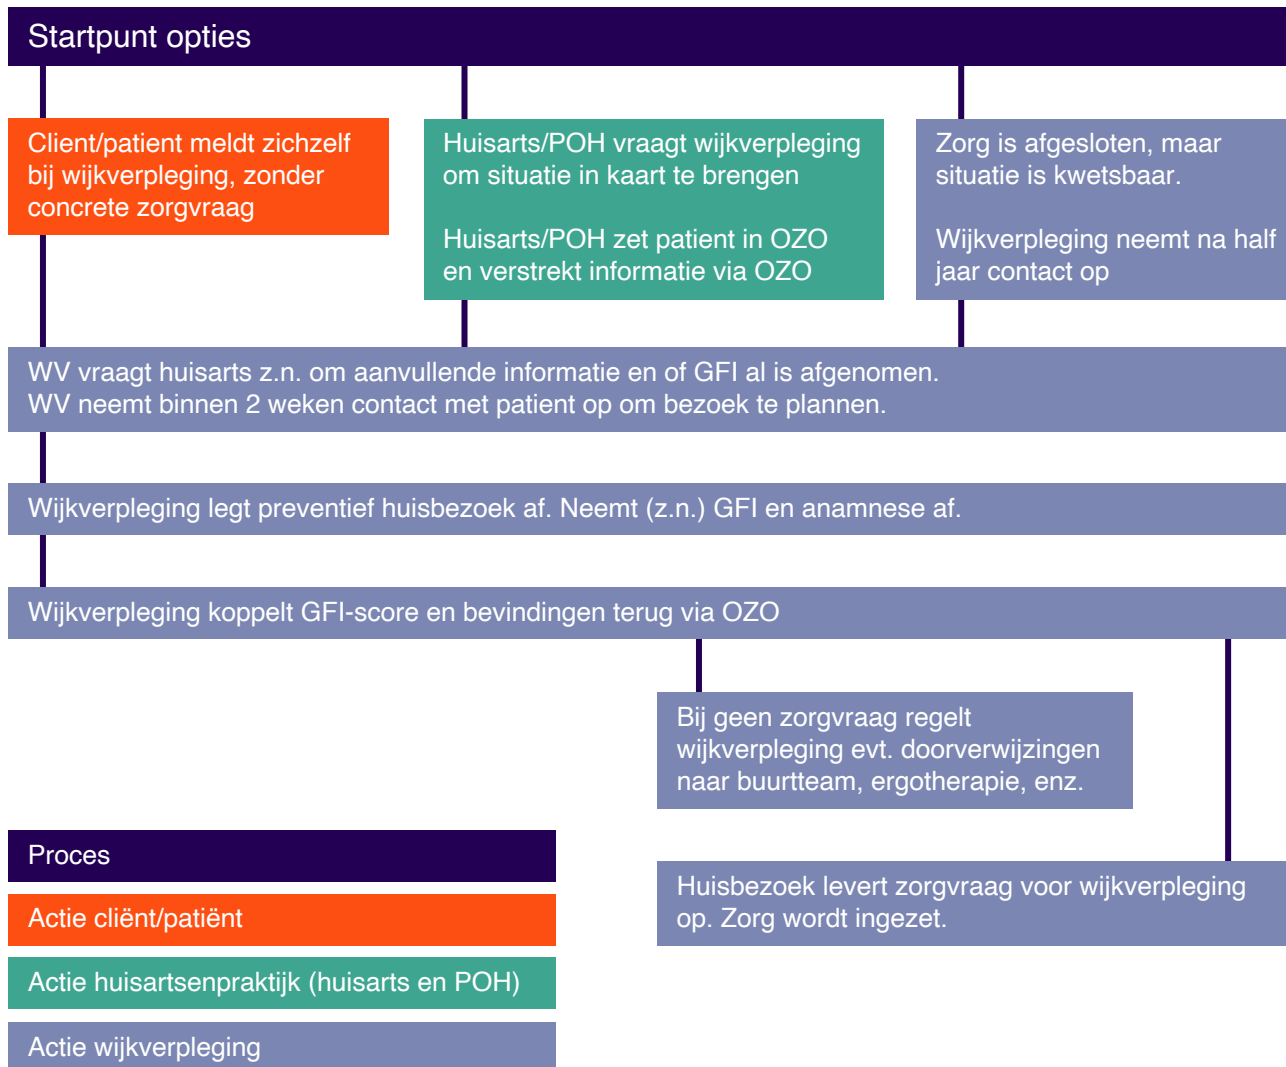 Startpunt opties
Client/patient meldt zichzelf
bij wijkverpleging, zonder
concrete zorgvraag
Huisarts/POH vraagt wijkverpleging
om situatie in kaart te brengen
Huisarts/POH zet patient in OZO
en verstrekt informatie via OZO
Zorg is afgesloten, maar
situatie is kwetsbaar.
Wijkverpleging neemt na half
jaar contact op
WV vraagt huisarts z.n. om aanvullende informatie en of GFI al is afgenomen.
WV neemt binnen 2 weken contact met patient op om bezoek te plannen.
Wijkverpleging legt preventief huisbezoek af. Neemt (z.n.) GFI en anamnese af.
Wijkverpleging koppelt GFI-score en bevindingen terug via OZO
Bij geen zorgvraag regelt
wijkverpleging evt. doorverwijzingen
naar buurtteam, ergotherapie, enz.
Huisbezoek levert zorgvraag voor wijkverpleging
op. Zorg wordt ingezet.
Proces
Actie cliënt/patiënt
Actie huisartsenpraktijk (huisarts en POH)
Actie wijkverpleging